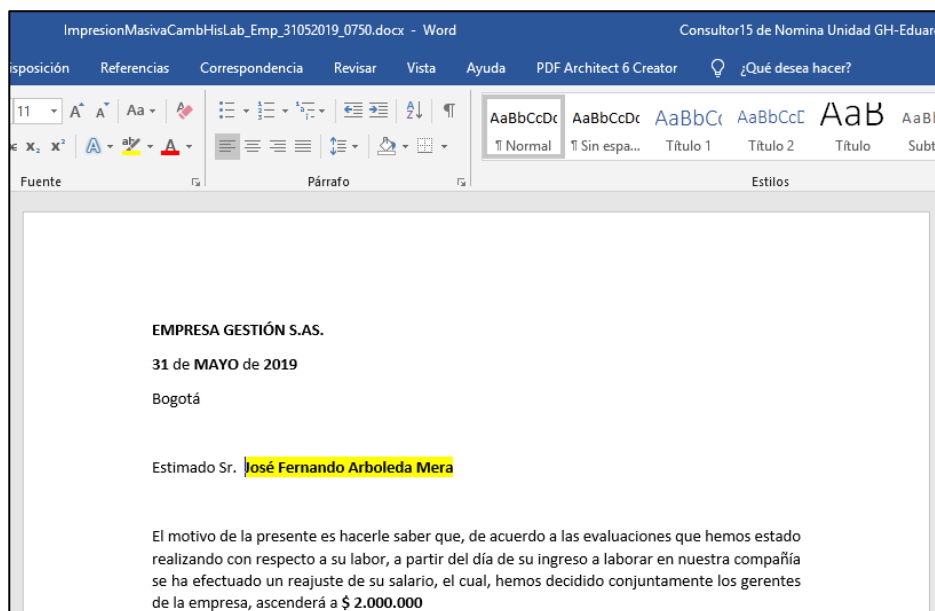 ImpresionMasivaCambHisLab_Emp_31052019_0750.docx - Word Consultor15 de Nomina Unidad GH-Eduar
isposición Referencias Correspondencia Revisar Vista Ayuda PDF Architect 6 Creator ¿Qué desea hacer?
11 A A Aa
x₂ x² A aby A
AaBbCcDc AaBbCcDc AaBbC AaBbCcD AaB AaBb
¶ Normal ¶ Sin espa... Título 1 Título 2 Título Subt
Fuente Párrafo Estilos
EMPRESA GESTIÓN S.AS.
31 de MAYO de 2019
Bogotá
Estimado Sr. José Fernando Arboleda Mera
El motivo de la presente es hacerle saber que, de acuerdo a las evaluaciones que hemos estado
realizando con respecto a su labor, a partir del día de su ingreso a laborar en nuestra compañía
se ha efectuado un reajuste de su salario, el cual, hemos decidido conjuntamente los gerentes
de la empresa, ascenderá a $ 2.000.000